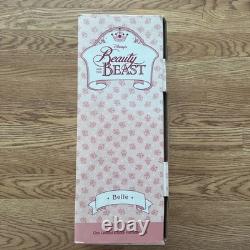 Disney's
Beauty
AND THE
BEAST
• Belle •